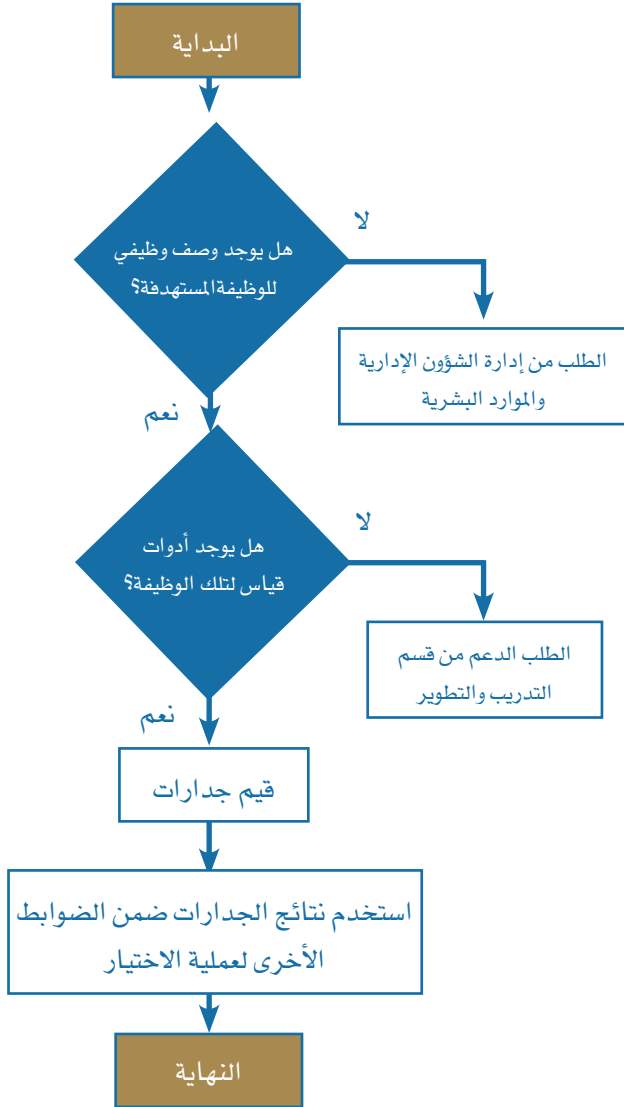 البداية
هل يوجد وصف وظيفي
للوظيفة المستهدفة؟
لا
الطلب من إدارة الشؤون الإدارية
والموارد البشرية
نعم
هل يوجد أدوات
قياس لتلك الوظيفة؟
لا
الطلب الدعم من قسم
التدريب والتطوير
نعم
قيم جدارات
استخدم نتائج الجدارات ضمن الضوابط
الأخرى لعملية الاختيار
النهاية